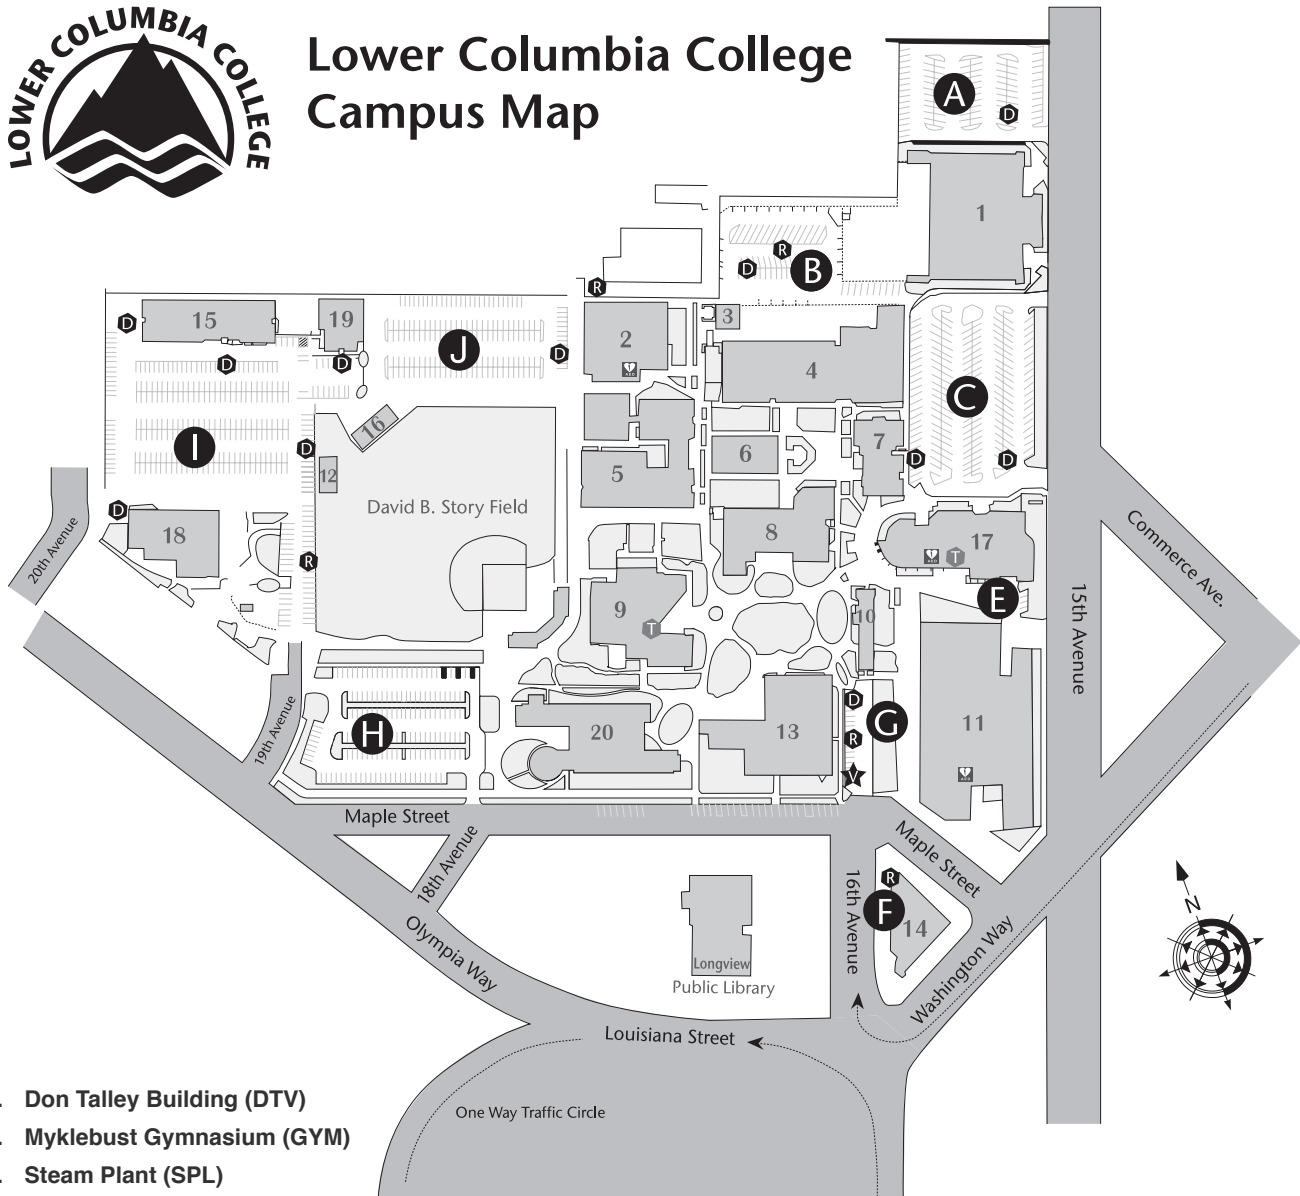 LOWER COLUMBIA COLLEGE
Lower Columbia College
Campus Map
A
D
1
R
D
B
R
D
15
19
3
2
D
J
D
D
AED
4
C
16
7
I
D
6
D
D
12
5
David B. Story Field
D
18
8
17
20th Avenue
AED
T
Commerce Ave.
R
15th Avenue
E
9
10
T
D
G
19th Avenue
H
20
13
R
11
V
AED
Maple Street
18th Avenue
Maple Street
16th Avenue
R
F
14
N
Olympia Way
Longview
Public Library
Washington Way
Louisiana Street
One Way Traffic Circle
. Don Talley Building (DTV)
. Myklebust Gymnasium (GYM)
. Steam Plant (SPL)